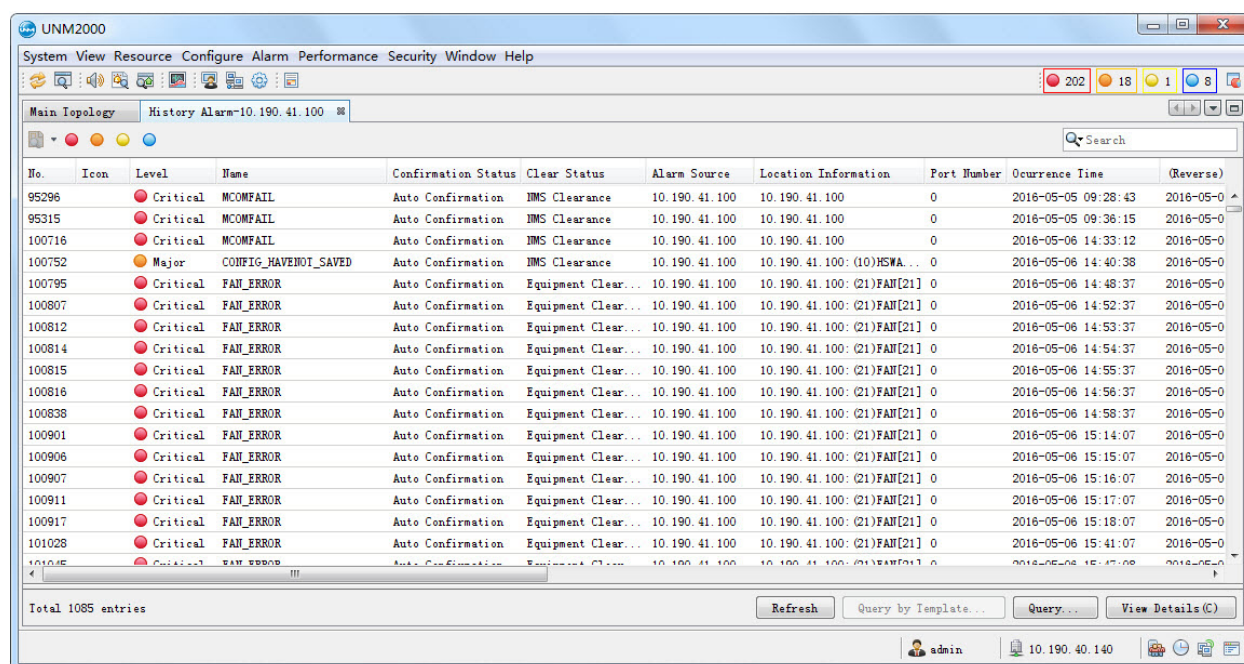 UNM2000
System View Resource Configure Alarm Performance Security Window Help
202 18 1 8
Main Topology History Alarm-10.190.41.100
Search
No. Icon Level Name Confirmation Status Clear Status Alarm Source Location Information Port Number Ocurrence Time (Reverse)
95296 Critical MCOMFAIL Auto Confirmation NMS Clearance 10.190.41.100 10.190.41.100 0 2016-05-05 09:28:43 2016-05-0
95315 Critical MCOMFAIL Auto Confirmation NMS Clearance 10.190.41.100 10.190.41.100 0 2016-05-05 09:36:15 2016-05-0
100716 Critical MCOMFAIL Auto Confirmation NMS Clearance 10.190.41.100 10.190.41.100 0 2016-05-06 14:33:12 2016-05-0
100752 Major CONFIG_HAVENOT_SAVED Auto Confirmation NMS Clearance 10.190.41.100 10.190.41.100:(10)HSWA... 0 2016-05-06 14:40:38 2016-05-0
100795 Critical FAN_ERROR Auto Confirmation Equipment Clear... 10.190.41.100 10.190.41.100:(21)FAN[21] 0 2016-05-06 14:48:37 2016-05-0
100807 Critical FAN_ERROR Auto Confirmation Equipment Clear... 10.190.41.100 10.190.41.100:(21)FAN[21] 0 2016-05-06 14:52:37 2016-05-0
100812 Critical FAN_ERROR Auto Confirmation Equipment Clear... 10.190.41.100 10.190.41.100:(21)FAN[21] 0 2016-05-06 14:53:37 2016-05-0
100814 Critical FAN_ERROR Auto Confirmation Equipment Clear... 10.190.41.100 10.190.41.100:(21)FAN[21] 0 2016-05-06 14:54:37 2016-05-0
100815 Critical FAN_ERROR Auto Confirmation Equipment Clear... 10.190.41.100 10.190.41.100:(21)FAN[21] 0 2016-05-06 14:55:37 2016-05-0
100816 Critical FAN_ERROR Auto Confirmation Equipment Clear... 10.190.41.100 10.190.41.100:(21)FAN[21] 0 2016-05-06 14:56:37 2016-05-0
100838 Critical FAN_ERROR Auto Confirmation Equipment Clear... 10.190.41.100 10.190.41.100:(21)FAN[21] 0 2016-05-06 14:58:37 2016-05-0
100901 Critical FAN_ERROR Auto Confirmation Equipment Clear... 10.190.41.100 10.190.41.100:(21)FAN[21] 0 2016-05-06 15:14:07 2016-05-0
100906 Critical FAN_ERROR Auto Confirmation Equipment Clear... 10.190.41.100 10.190.41.100:(21)FAN[21] 0 2016-05-06 15:15:07 2016-05-0
100907 Critical FAN_ERROR Auto Confirmation Equipment Clear... 10.190.41.100 10.190.41.100:(21)FAN[21] 0 2016-05-06 15:16:07 2016-05-0
100911 Critical FAN_ERROR Auto Confirmation Equipment Clear... 10.190.41.100 10.190.41.100:(21)FAN[21] 0 2016-05-06 15:17:07 2016-05-0
100917 Critical FAN_ERROR Auto Confirmation Equipment Clear... 10.190.41.100 10.190.41.100:(21)FAN[21] 0 2016-05-06 15:18:07 2016-05-0
101028 Critical FAN_ERROR Auto Confirmation Equipment Clear... 10.190.41.100 10.190.41.100:(21)FAN[21] 0 2016-05-06 15:41:07 2016-05-0
Total 1085 entries Refresh Query by Template... Query... View Details(C)
admin 10.190.40.140